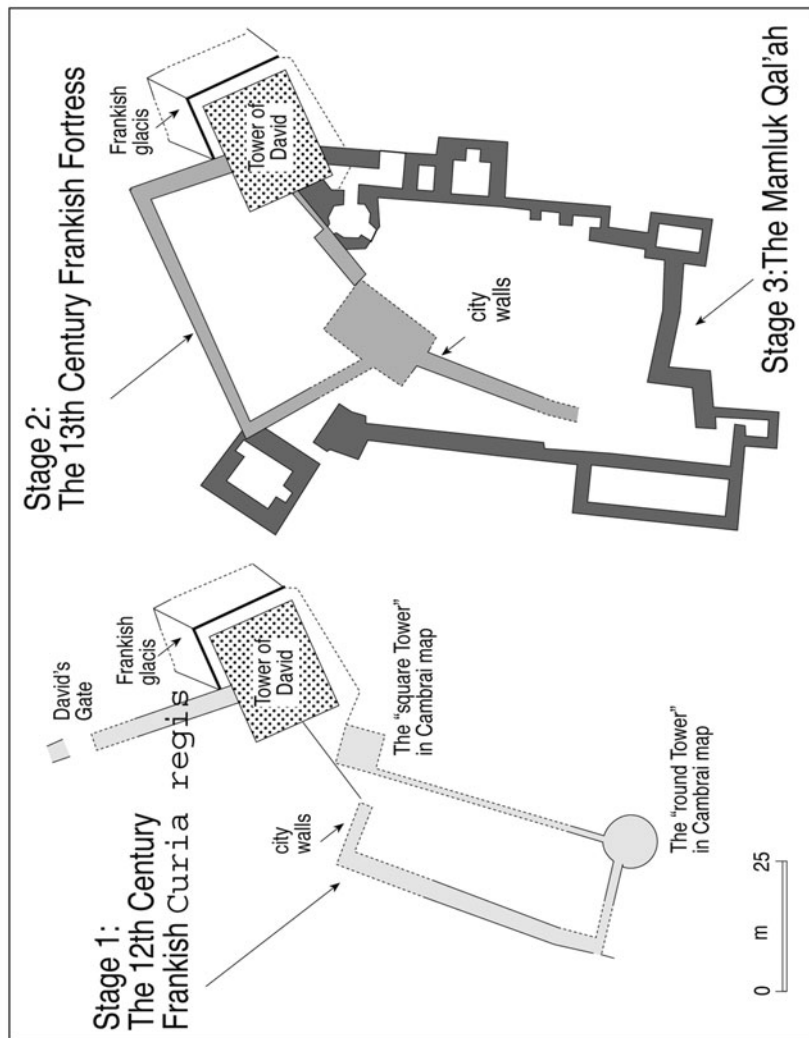 Stage 1:
The 12th Century
Frankish Curia regis
David's
Gate
Frankish
glacis
Tower of
David
city
walls
The "square Tower"
in Cambrai map
The "round Tower"
in Cambrai map
0 m 25
Stage 2:
The 13th Century Frankish Fortress
Frankish
glacis
Tower of
David
city
walls
Stage 3:The Mamluk Qal'ah